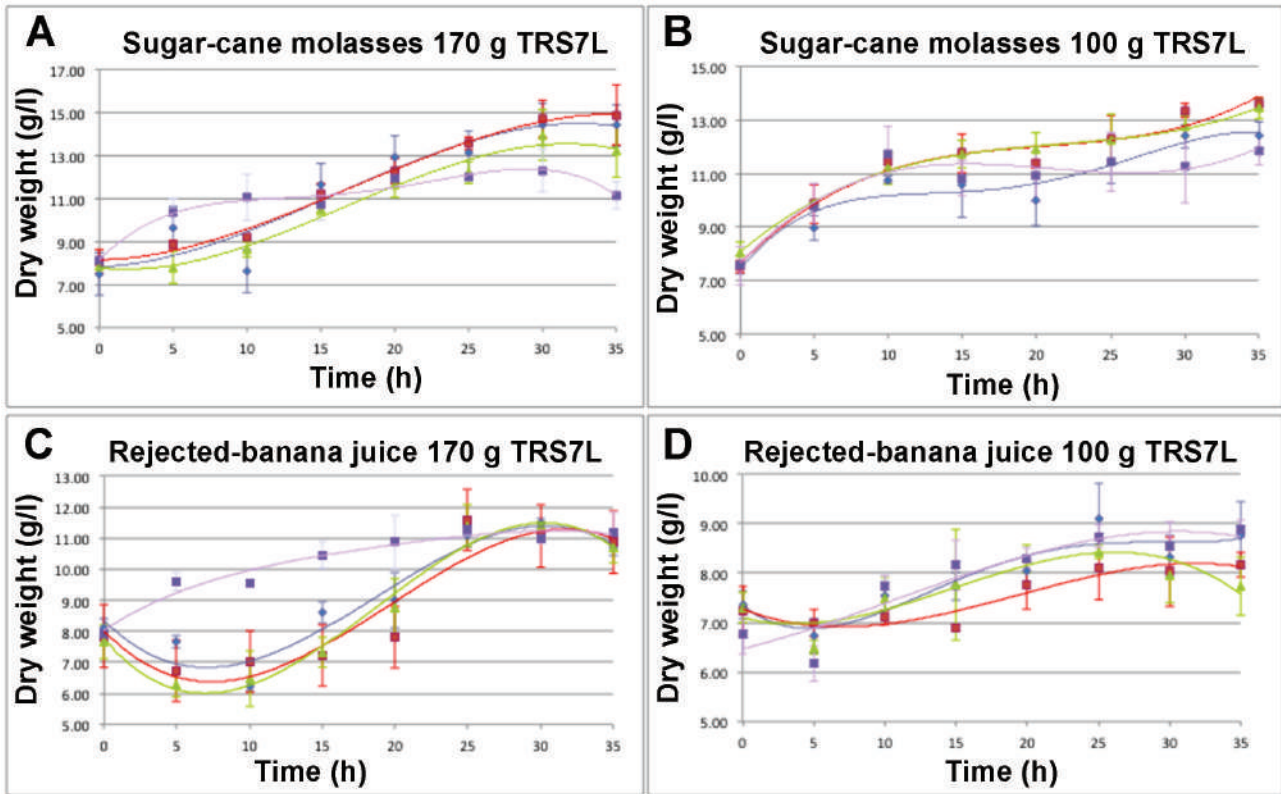 A
Sugar-cane molasses 170 g TRS7L
Dry weight (g/l)
17.00
15.00
13.00
11.00
9.00
7.00
5.00
0 5 10 15 20 25 30 35
Time (h)
B
Sugar-cane molasses 100 g TRS7L
Dry weight (g/l)
15.00
13.00
11.00
9.00
7.00
5.00
0 5 10 15 20 25 30 35
Time (h)
C
Rejected-banana juice 170 g TRS7L
Dry weight (g/l)
13.00
12.00
11.00
10.00
9.00
8.00
7.00
6.00
5.00
0 5 10 15 20 25 30 35
Time (h)
D
Rejected-banana juice 100 g TRS7L
Dry weight (g/l)
10.00
9.00
8.00
7.00
6.00
5.00
0 5 10 15 20 25 30 35
Time (h)